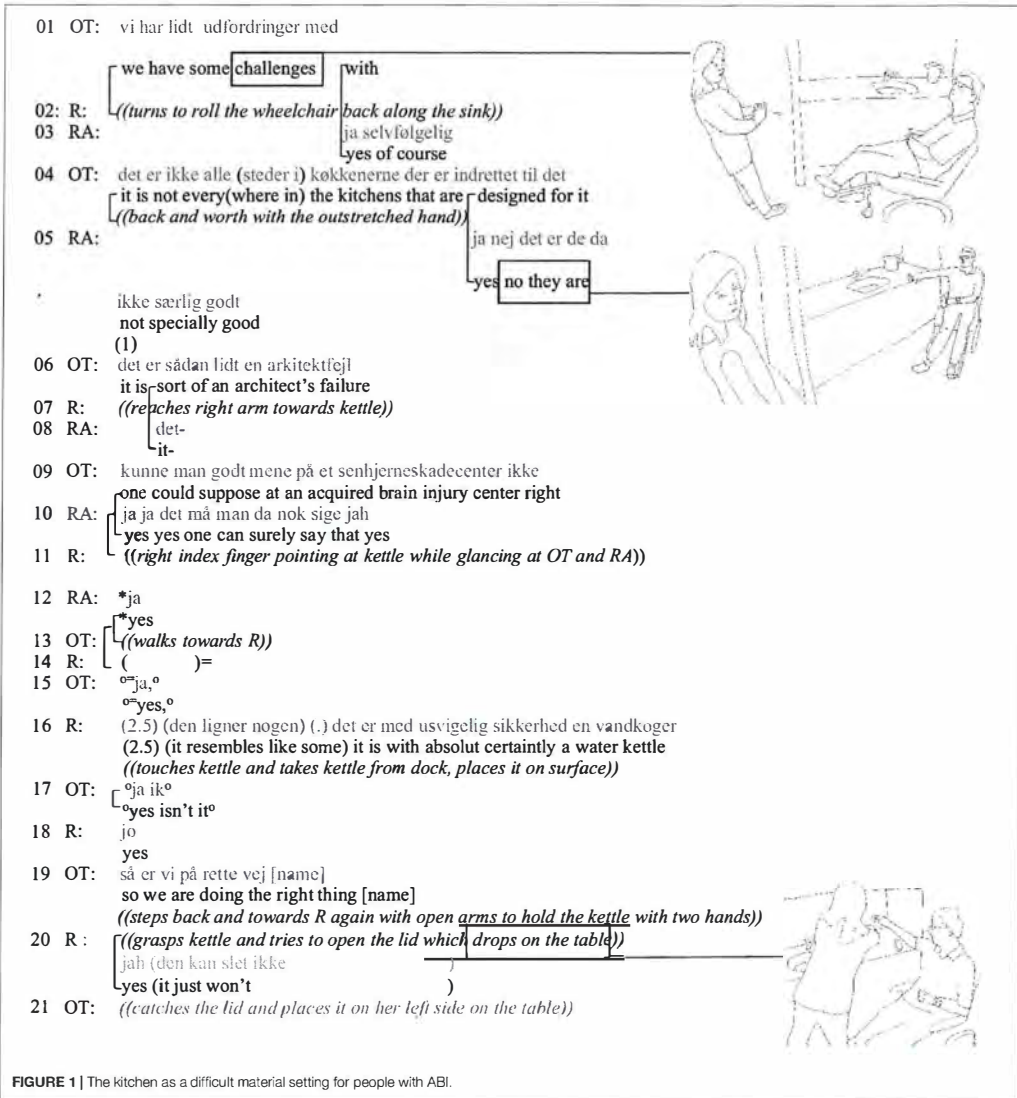 01 OT: vi har lidt udfordringer med
we have some challenges with
02: R: ((turns to roll the wheelchair back along the sink))
03 RA: ja selvfølgelig
yes of course
04 OT: det er ikke alle (steder i) køkkenerne der er indrettet til det
it is not every(where in) the kitchens that are designed for it
((back and worth with the outstretched hand))
05 RA: ja nej det er de da
yes no they are
ikke særlig godt
not specially good
(1)
06 OT: det er sådan lidt en arkitektfejl
it is sort of an architect's failure
07 R: ((reaches right arm towards kettle))
08 RA: det-
it-
09 OT: kunne man godt mene på et senhjerneskadecenter ikke
one could suppose at an acquired brain injury center right
10 RA: ja ja det må man da nok sige jah
yes yes one can surely say that yes
11 R: ((right index finger pointing at kettle while glancing at OT and RA))
12 RA: *ja
*yes
13 OT: ((walks towards R))
14 R: ( )=
15 OT: º=ja,º
º=yes,º
16 R: (2.5) (den ligner nogen) (.) det er med usvigelig sikkerhed en vandkoger
(2.5) (it resembles like some) it is with absolut certaintly a water kettle
((touches kettle and takes kettle from dock, places it on surface))
17 OT: ºja ikº
ºyes isn't itº
18 R: jo
yes
19 OT: så er vi på rette vej [name]
so we are doing the right thing [name]
((steps back and towards R again with open arms to hold the kettle with two hands))
20 R : ((grasps kettle and tries to open the lid which drops on the table))
jah (den kan slet ikke )
yes (it just won't )
21 OT: ((catches the lid and places it on her left side on the table))
FIGURE 1 | The kitchen as a difficult material setting for people with ABI.